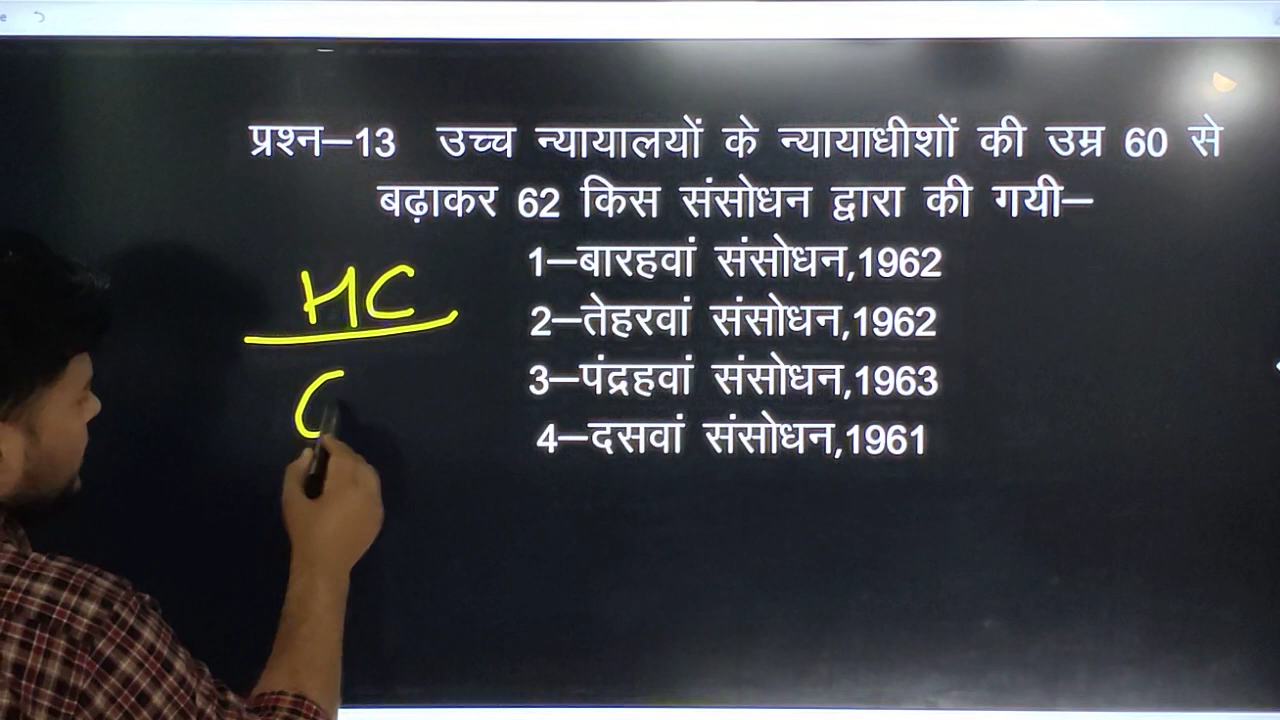 प्रश्न–13 उच्च न्यायालयों के न्यायाधीशों की उम्र 60 से
बढ़ाकर 62 किस संसोधन द्वारा की गयी–
1–बारहवां संसोधन,1962
HC
2–तेहरवां संसोधन,1962
3–पंद्रहवां संसोधन,1963
C
4–दसवां संसोधन,1961